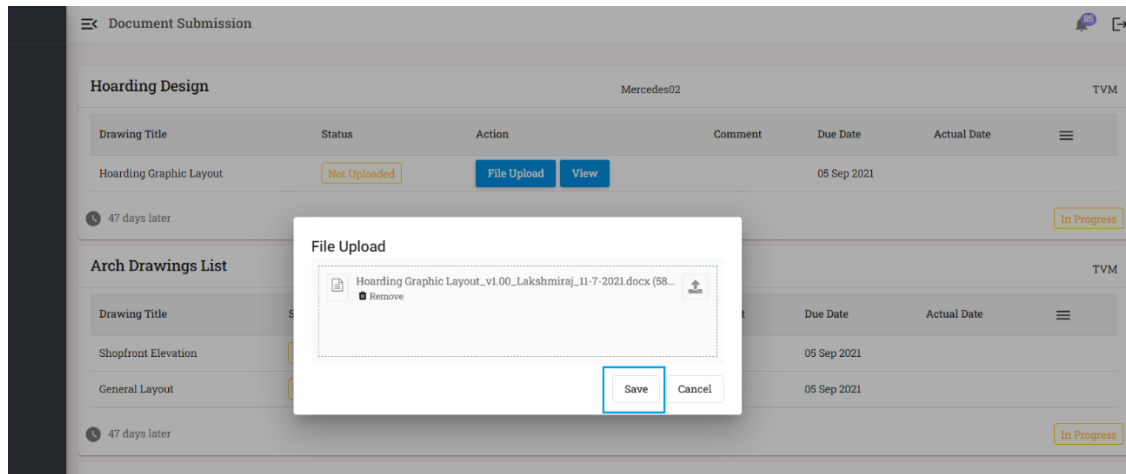 Document Submission
85
Hoarding Design Mercedes02 TVM
Drawing Title Status Action Comment Due Date Actual Date
Hoarding Graphic Layout Not Uploaded File Upload View 05 Sep 2021
47 days later In Progress
File Upload
Hoarding Graphic Layout_v1.00_Lakshmiraj_11-7-2021.docx (58...
Remove
Save Cancel
Arch Drawings List TVM
Drawing Title Due Date Actual Date
Shopfront Elevation 05 Sep 2021
General Layout 05 Sep 2021
47 days later In Progress